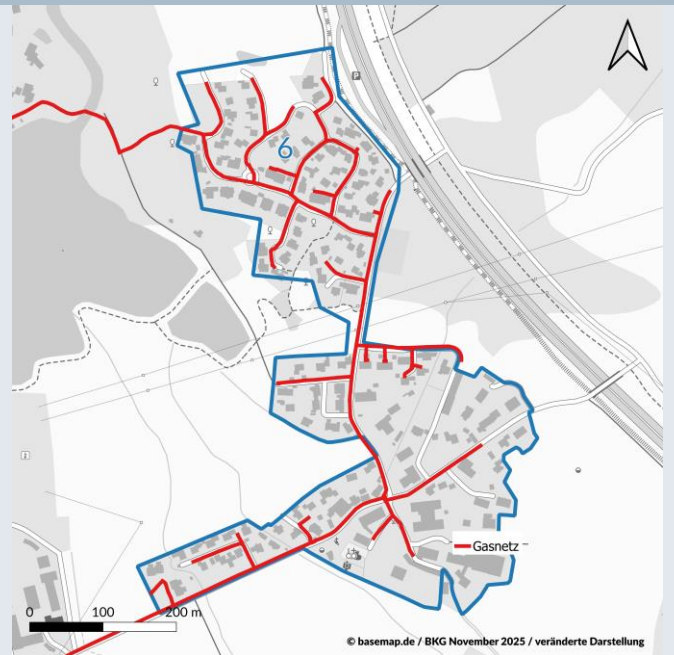 P
6
Gasnetz
0 100 200 m
© basemap.de / BKG November 2025 / veränderte Darstellung